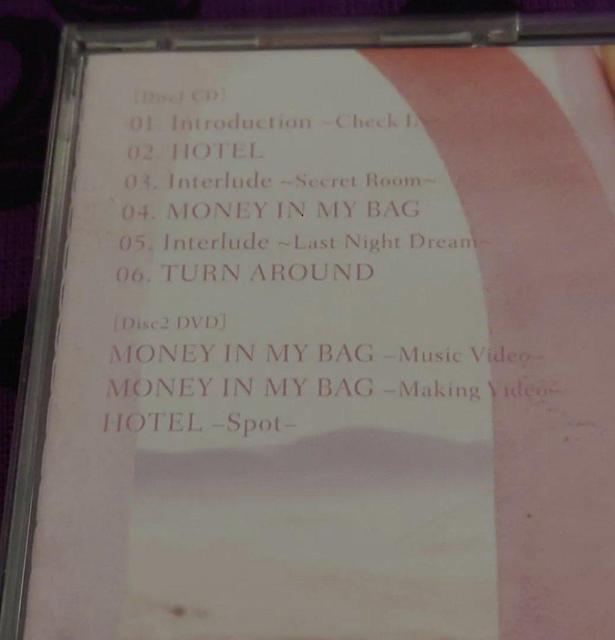 [Disc1 CD]
01. Introduction ~Check I
02. HOTEL
03. Interlude ~Secret Room~
04. MONEY IN MY BAG
05. Interlude ~Last Night Dream~
06. TURN AROUND
[Disc2 DVD]
MONEY IN MY BAG –Music Video–
MONEY IN MY BAG –Making Video–
HOTEL –Spot–